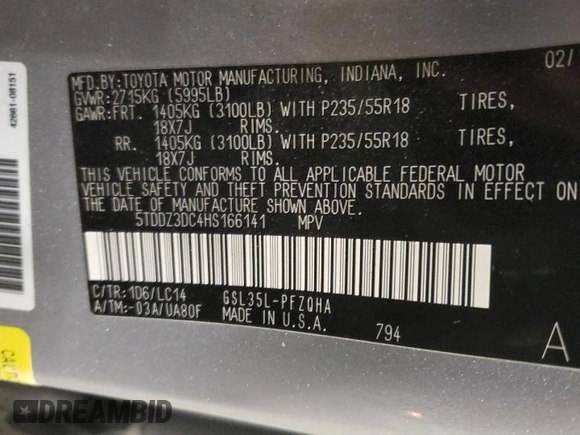 MFD.BY:TOYOTA MOTOR MANUFACTURING, INDIANA, INC. 02/
GVWR:2715KG (5995LB)
GAWR:FRT. 1405KG (3100LB) WITH P235/55R18 TIRES,
18X7J RIMS.
RR. 1405KG (3100LB) WITH P235/55R18 TIRES,
18X7J RIMS.
THIS VEHICLE CONFORMS TO ALL APPLICABLE FEDERAL MOTOR
VEHICLE SAFETY AND THEFT PREVENTION STANDARDS IN EFFECT ON
THE DATE OF MANUFACTURE SHOWN ABOVE.
5TDDZ3DC4HS166141 MPV
C/TR:1D6/LC14 GSL35L-PFZQHA
A/TM:-03A/UA80F MADE IN U.S.A. 794 A
42661-08151
DREAMBID